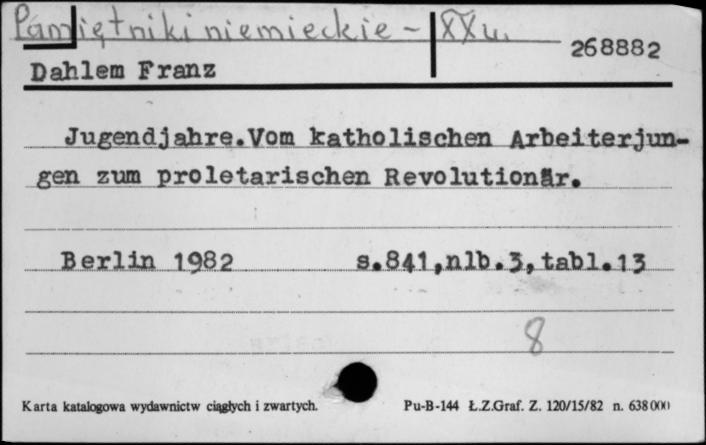 Pamiętniki niemieckie - XX w.
268882
Dahlem Franz
Jugendjahre.Vom katholischen Arbeiterjun-
gen zum proletarischen Revolutionär.
Berlin 1982 s.841,nlb.3,tabl.13
8
Karta katalogowa wydawnictw ciągłych i zwartych. Pu-B-144 Ł.Z.Graf. Z. 120/15/82 n. 638000